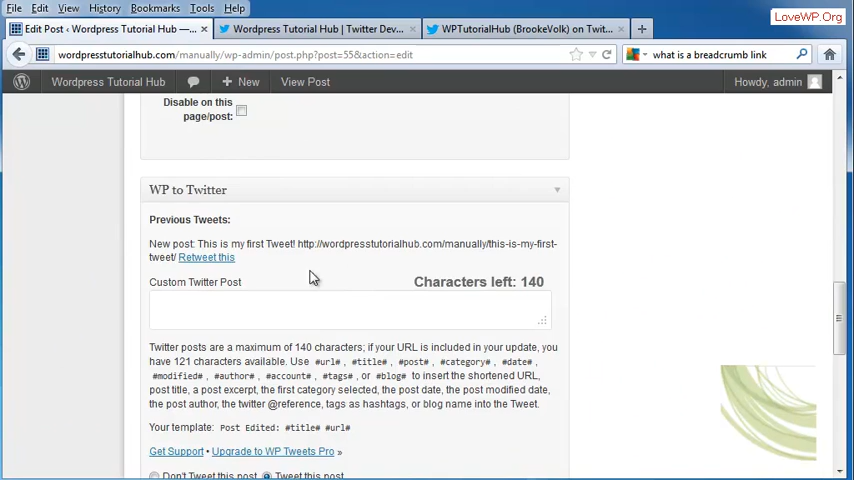 File Edit View History Bookmarks Tools Help
LoveWP.Org
Edit Post ‹ Wordpress Tutorial Hub —... ×
Wordpress Tutorial Hub | Twitter Dev... ×
WPTutorialHub (BrookeVolk) on Twit... ×
wordpresstutorialhub.com/manually/wp-admin/post.php?post=55&action=edit
what is a breadcrumb link
Wordpress Tutorial Hub + New View Post Howdy, admin
Disable on this
page/post:
WP to Twitter
Previous Tweets:
New post: This is my first Tweet! http://wordpresstutorialhub.com/manually/this-is-my-first-
tweet/ Retweet this
Custom Twitter Post Characters left: 140
Twitter posts are a maximum of 140 characters; if your URL is included in your update, you
have 121 characters available. Use #url# , #title# , #post# , #category# , #date# ,
#modified# , #author# , #account# , #tags# , or #blog# to insert the shortened URL,
post title, a post excerpt, the first category selected, the post date, the post modified date,
the post author, the twitter @reference, tags as hashtags, or blog name into the Tweet.
Your template: Post Edited: #title# #url#
Get Support • Upgrade to WP Tweets Pro »
Don't Tweet this post Tweet this post